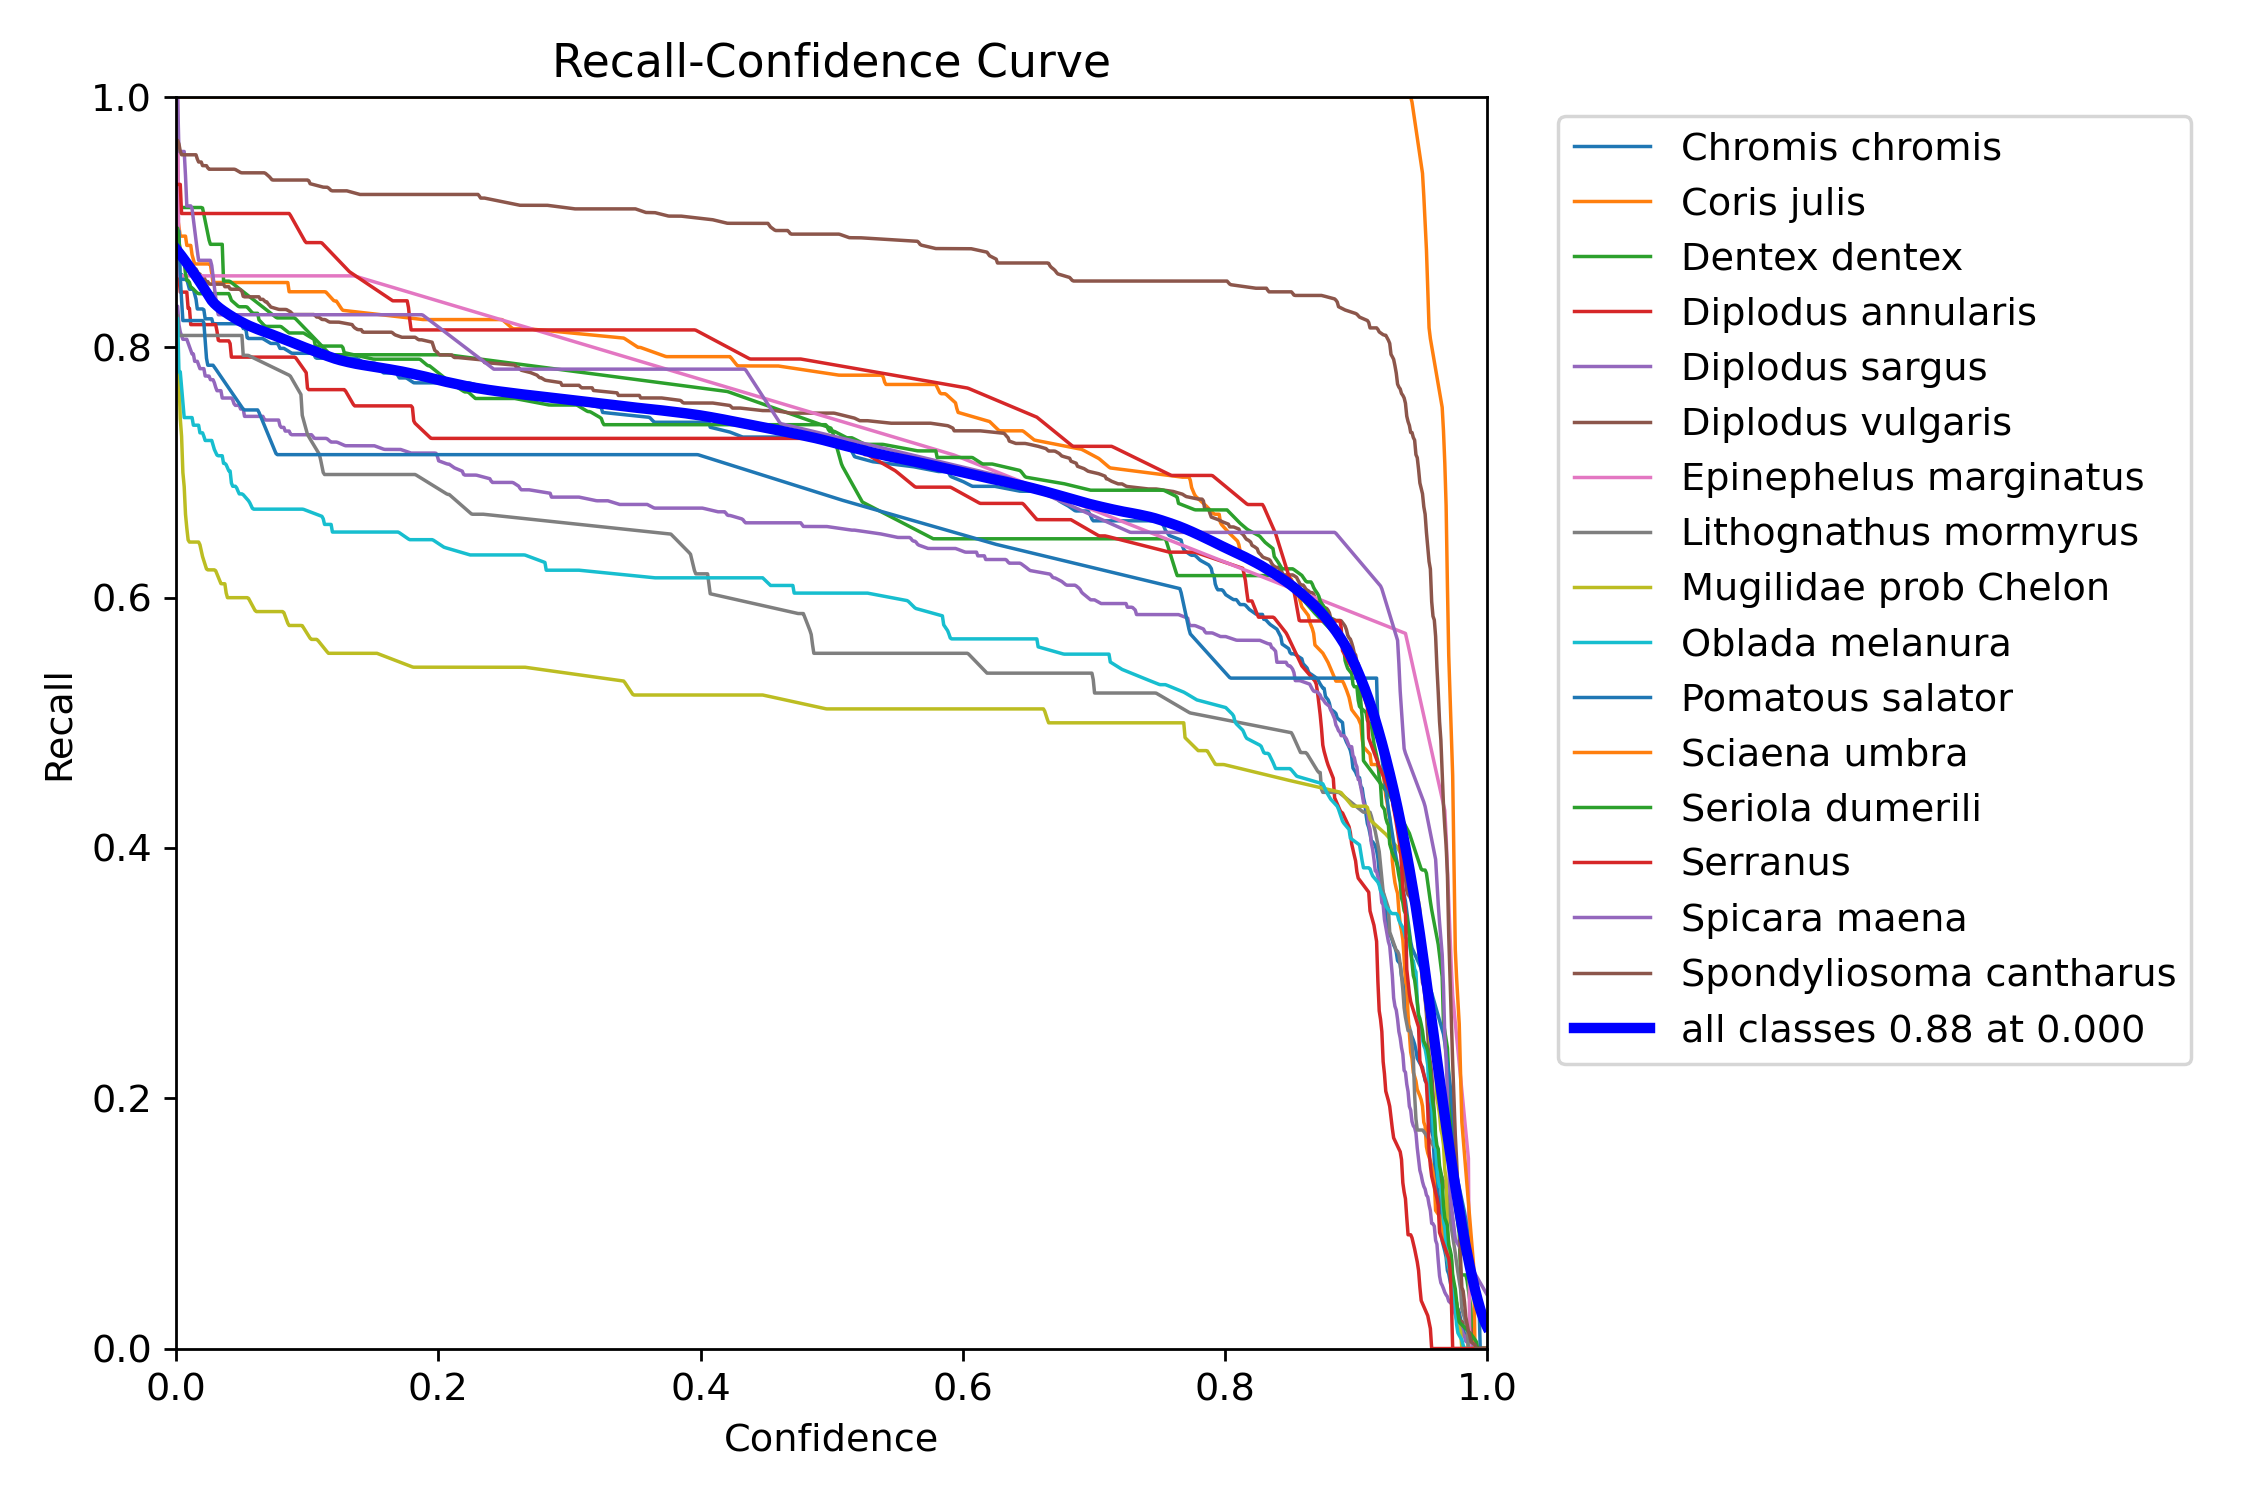 Recall-Confidence Curve
1.0
0.8
0.6
0.4
0.2
0.0
Recall
0.0 0.2 0.4 0.6 0.8 1.0
Confidence
Chromis chromis
Coris julis
Dentex dentex
Diplodus annularis
Diplodus sargus
Diplodus vulgaris
Epinephelus marginatus
Lithognathus mormyrus
Mugilidae prob Chelon
Oblada melanura
Pomatous salator
Sciaena umbra
Seriola dumerili
Serranus
Spicara maena
Spondyliosoma cantharus
all classes 0.88 at 0.000